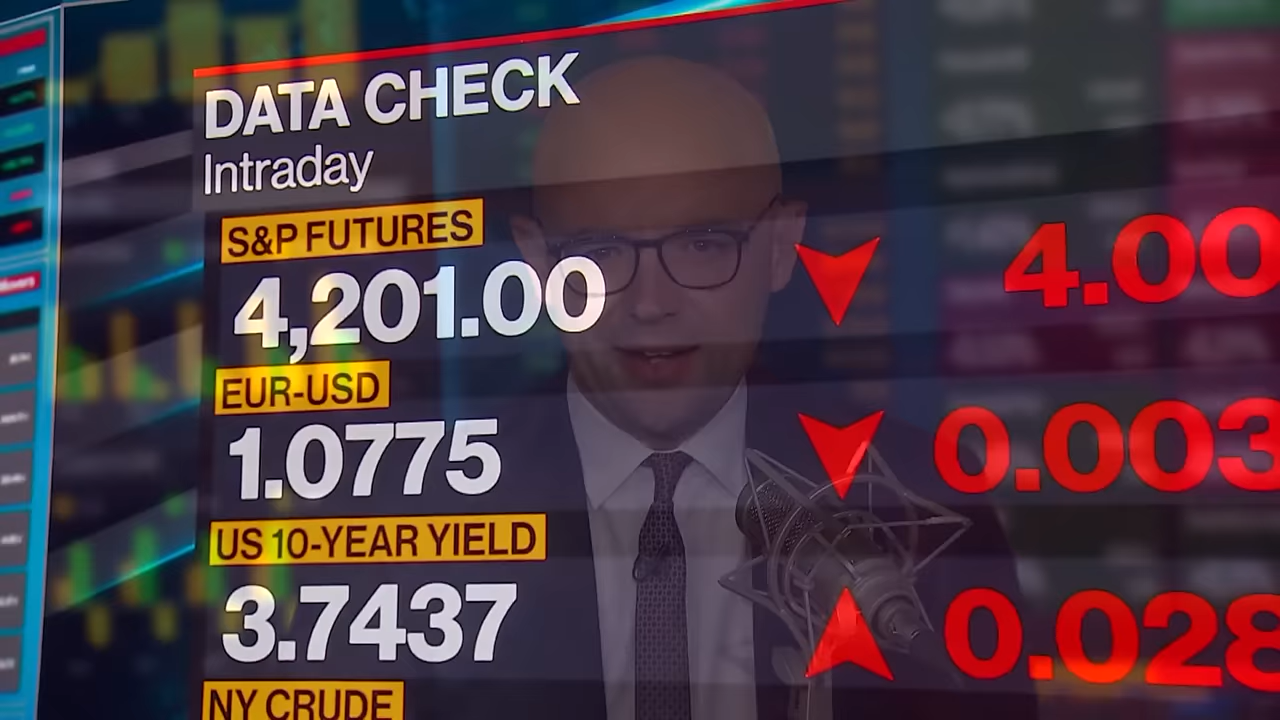 DATA CHECK
Intraday
S&P FUTURES
4,201.00 4.00
EUR-USD
1.0775 0.003
US 10-YEAR YIELD
3.7437 0.028
NY CRUDE